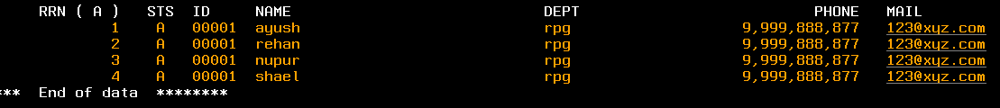 RRN ( A ) STS ID NAME DEPT PHONE MAIL
1 A 00001 ayush rpg 9,999,888,877 123@xyz.com
2 A 00001 rehan rpg 9,999,888,877 123@xyz.com
3 A 00001 nupur rpg 9,999,888,877 123@xyz.com
4 A 00001 shael rpg 9,999,888,877 123@xyz.com
*** End of data ********